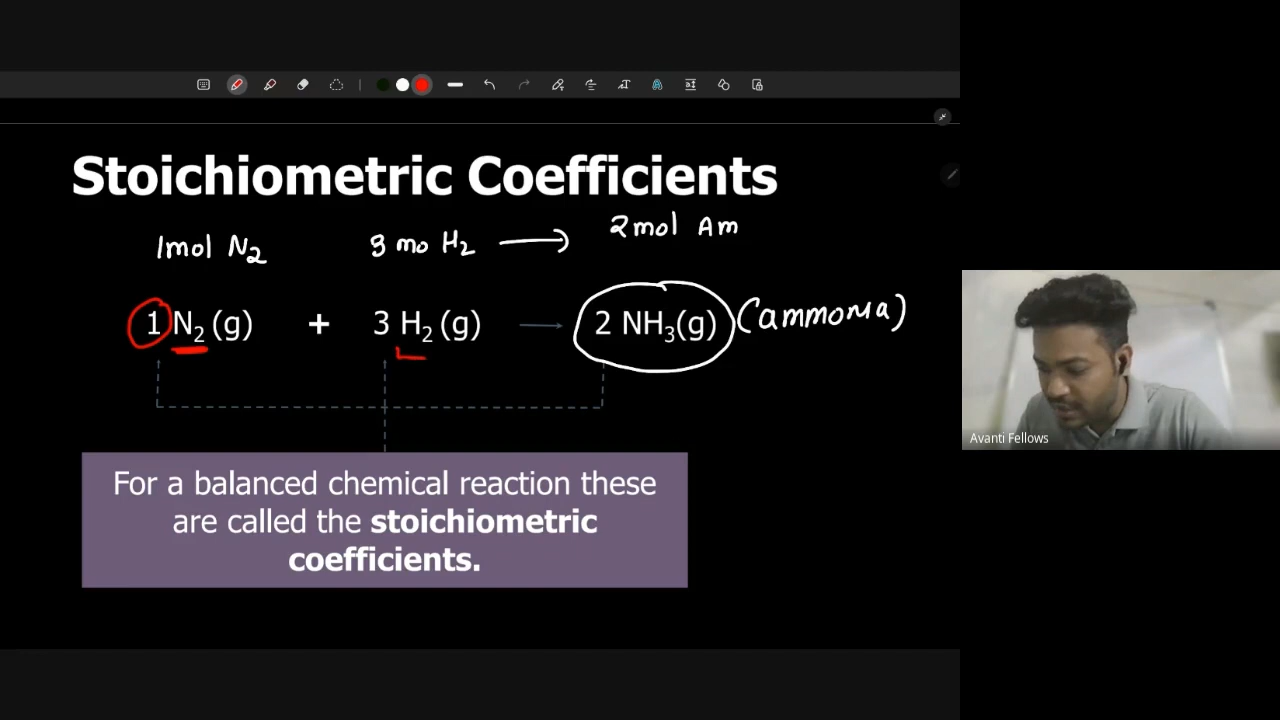 Stoichiometric Coefficients
1mol N₂ 3 mo H₂ ⟶ 2mol Am
1 N₂ (g) + 3 H₂ (g) ⟶ 2 NH₃(g) (ammonia)
For a balanced chemical reaction these
are called the stoichiometric
coefficients.
Avanti Fellows